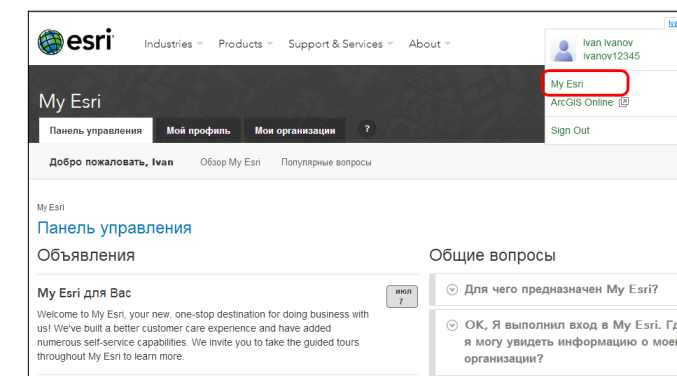 Iva
esri
Industries Products Support & Services About
Ivan Ivanov
ivanov12345
My Esri
ArcGIS Online
Sign Out
My Esri
Панель управления Мой профиль Мои организации ?
Добро пожаловать, Ivan Обзор My Esri Популярные вопросы
My Esri
Панель управления
Объявления
My Esri для Вас
июл
7
Welcome to My Esri, your new, one-stop destination for doing business with
us! We've built a better customer care experience and have added
numerous self-service capabilities. We invite you to take the guided tours
throughout My Esri to learn more.
Общие вопросы
Для чего предназначен My Esri?
OK, Я выполнил вход в My Esri. Гд
я могу увидеть информацию о моей
организации?